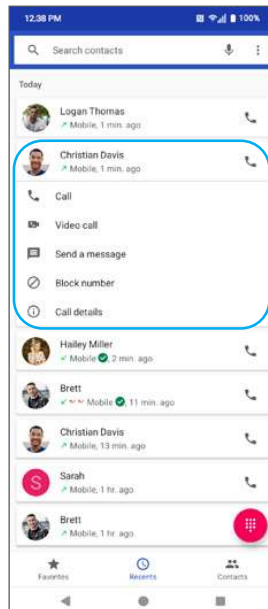 12:38 PM
100%
Search contacts
Today
Logan Thomas
Mobile, 1 min. ago
Christian Davis
Mobile, 1 min. ago
Call
Video call
Send a message
Block number
Call details
Hailey Miller
Mobile, 2 min. ago
Brett
Mobile, 11 min. ago
Christian Davis
Mobile, 13 min. ago
S
Sarah
Mobile, 1 hr. ago
Brett
Mobile, 1 hr. ago
Favorites
Recents
Contacts